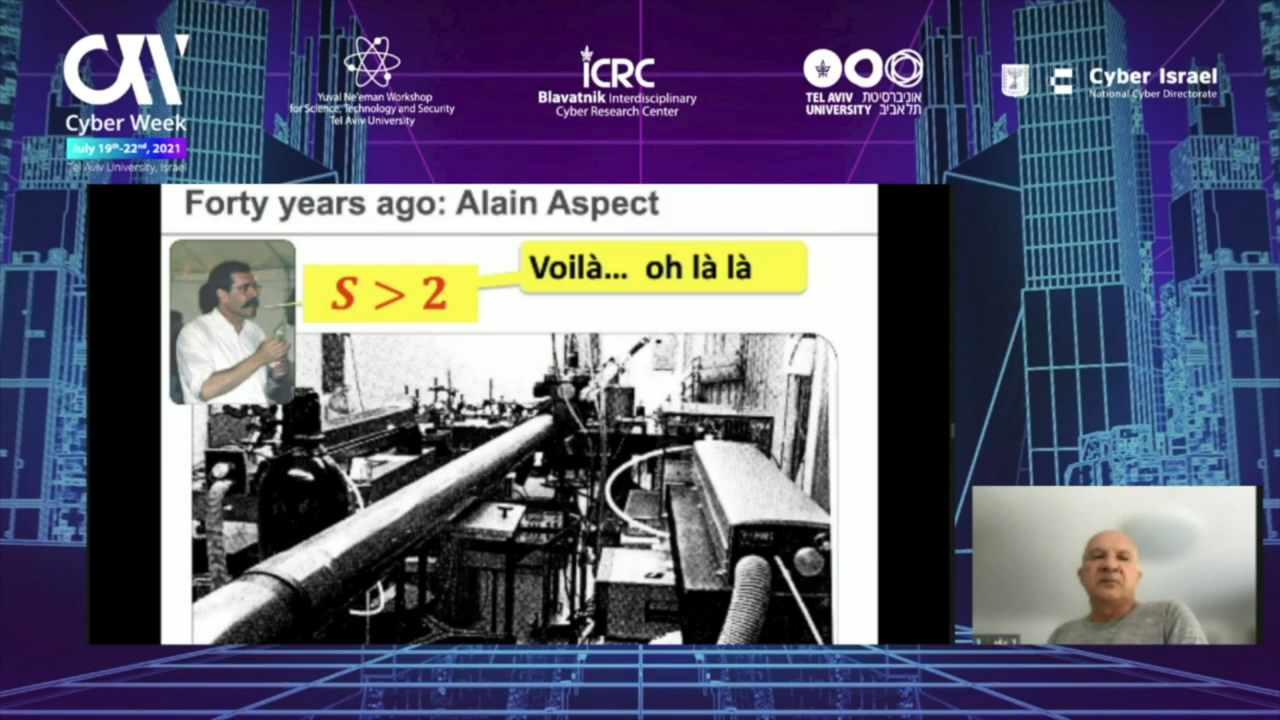 Cyber Week
July 19th-22nd, 2021
Tel Aviv University, Israel
Yuval Ne'eman Workshop
for Science, Technology and Security
Tel Aviv University
iCRC
Blavatnik Interdisciplinary
Cyber Research Center
TEL AVIV אוניברסיטת
UNIVERSITY תל אביב
Cyber Israel
National Cyber Directorate
Forty years ago: Alain Aspect
S > 2
Voilà... oh là là